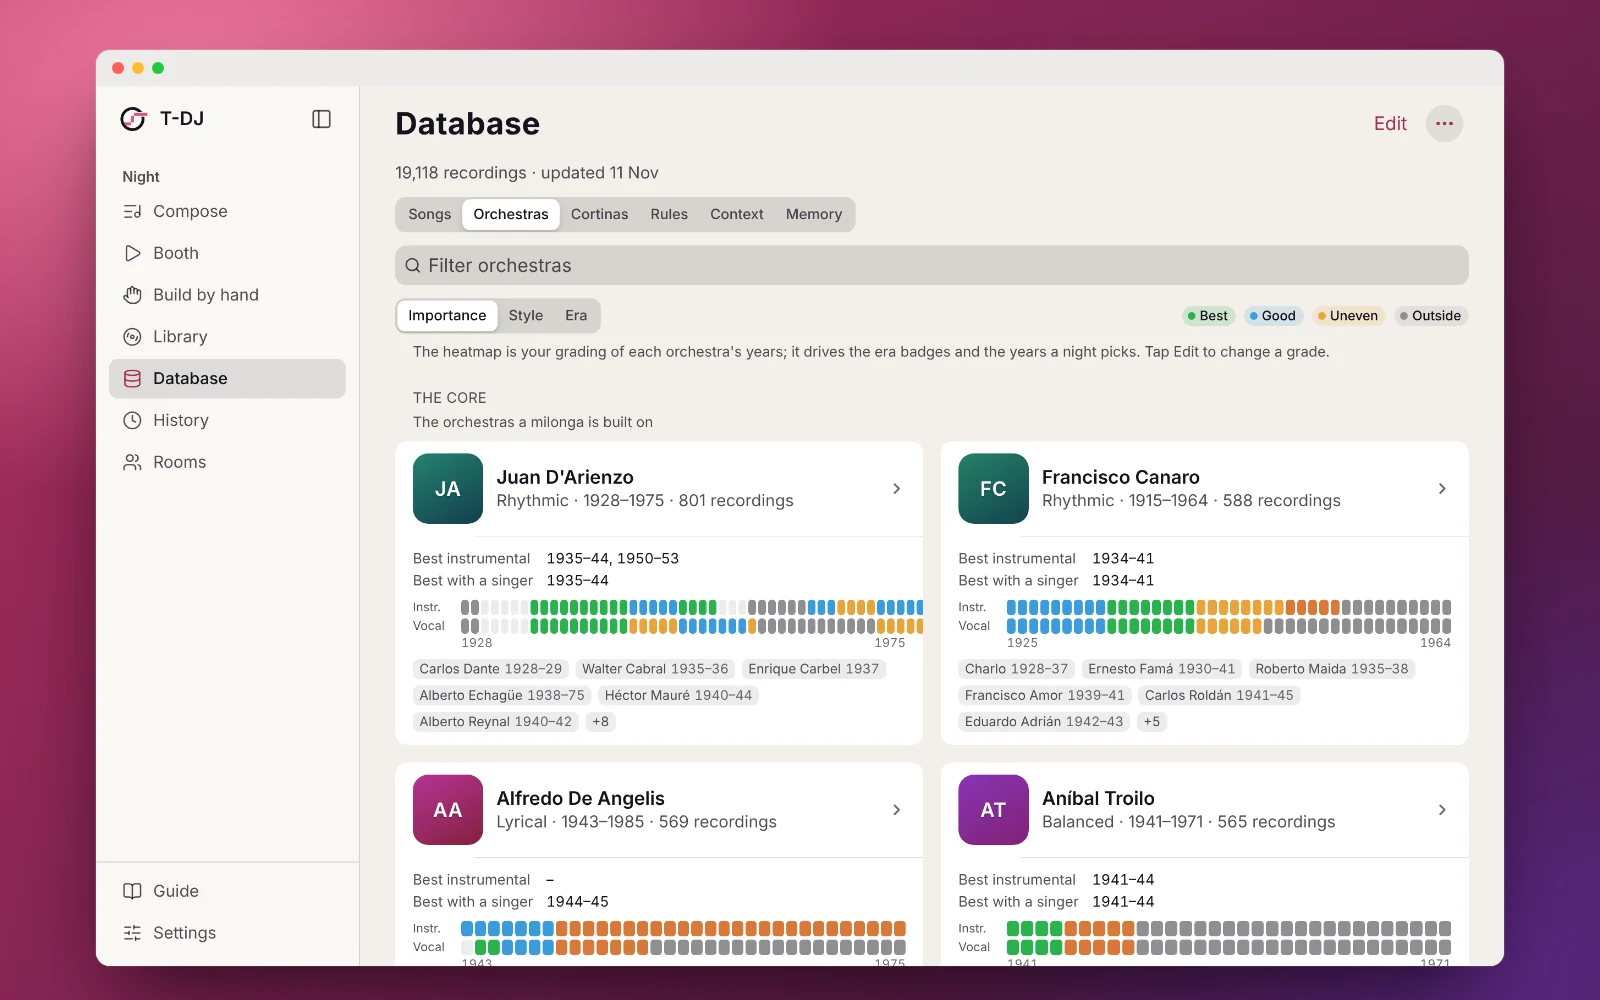 T-DJ
Night
Compose
Booth
Build by hand
Library
Database
History
Rooms
Guide
Settings
Database
Edit
19,118 recordings · updated 11 Nov
Songs Orchestras Cortinas Rules Context Memory
Filter orchestras
Importance Style Era
Best Good Uneven Outside
The heatmap is your grading of each orchestra's years; it drives the era badges and the years a night picks. Tap Edit to change a grade.
THE CORE
The orchestras a milonga is built on
JA
Juan D'Arienzo
Rhythmic · 1928–1975 · 801 recordings
Best instrumental 1935–44, 1950–53
Best with a singer 1935–44
Instr.
Vocal
1928 1975
Carlos Dante 1928–29 Walter Cabral 1935–36 Enrique Carbel 1937
Alberto Echagüe 1938–75 Héctor Mauré 1940–44
Alberto Reynal 1940–42 +8
FC
Francisco Canaro
Rhythmic · 1915–1964 · 588 recordings
Best instrumental 1934–41
Best with a singer 1934–41
Instr.
Vocal
1925 1964
Charlo 1928–37 Ernesto Famá 1930–41 Roberto Maida 1935–38
Francisco Amor 1939–41 Carlos Roldán 1941–45
Eduardo Adrián 1942–43 +5
AA
Alfredo De Angelis
Lyrical · 1943–1985 · 569 recordings
Best instrumental –
Best with a singer 1944–45
Instr.
Vocal
1943 1975
AT
Aníbal Troilo
Balanced · 1941–1971 · 565 recordings
Best instrumental 1941–44
Best with a singer 1941–44
Instr.
Vocal
1941 1971